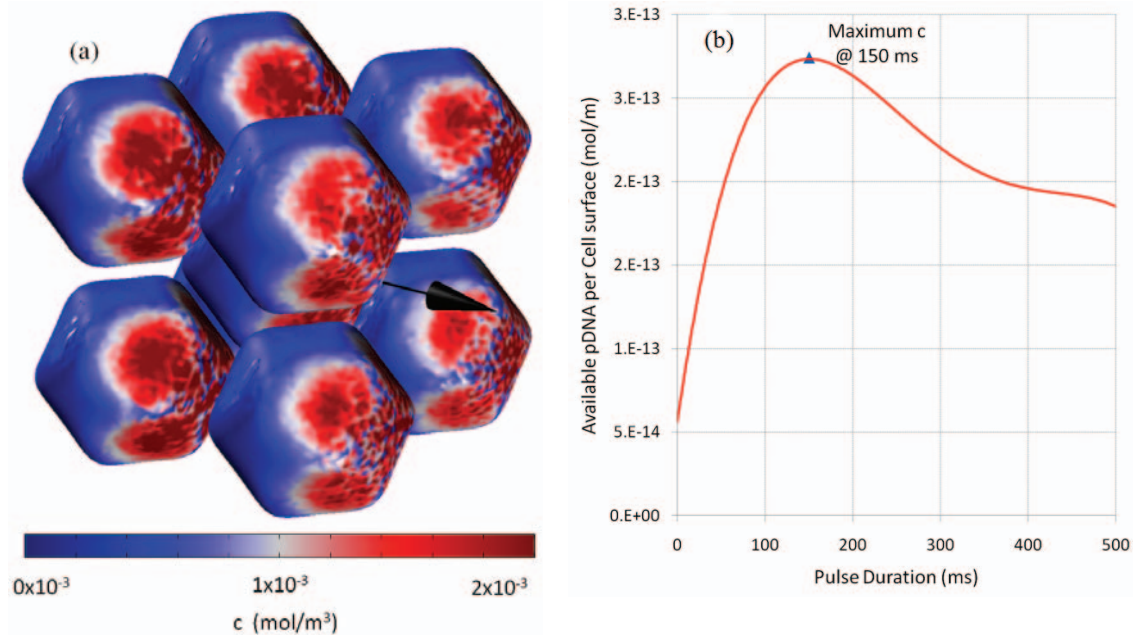 (a)
0x10⁻³
1x10⁻³
2x10⁻³
c (mol/m³)
(b)
Maximum c
@ 150 ms
Available pDNA per Cell surface (mol/m)
3.E-13
3.E-13
2.E-13
2.E-13
1.E-13
5.E-14
0.E+00
0
100
200
300
400
500
Pulse Duration (ms)